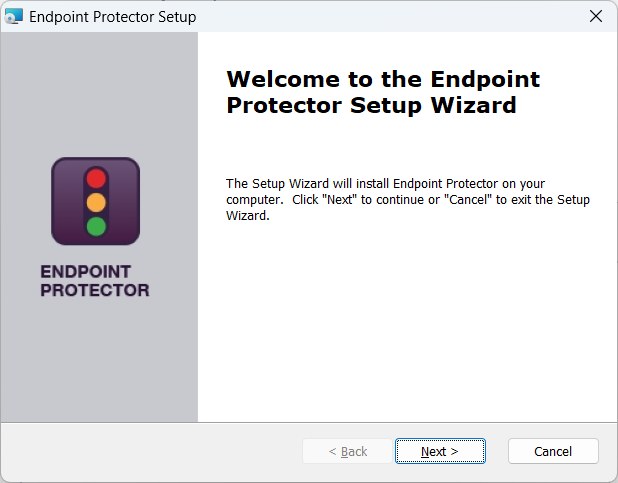 Endpoint Protector Setup
Welcome to the Endpoint
Protector Setup Wizard
The Setup Wizard will install Endpoint Protector on your
computer.  Click "Next" to continue or "Cancel" to exit the Setup
Wizard.
ENDPOINT
PROTECTOR
< Back
Next >
Cancel